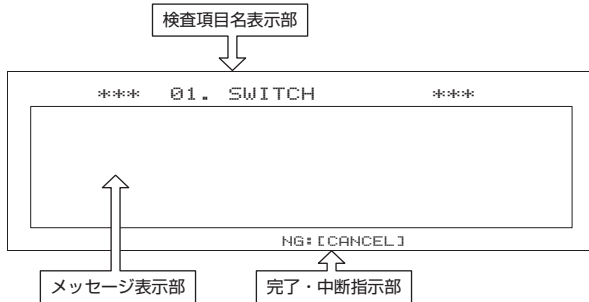 検査項目名表示部
*** 01. SWITCH ***
NG:[CANCEL]
メッセージ表示部
完了・中断指示部